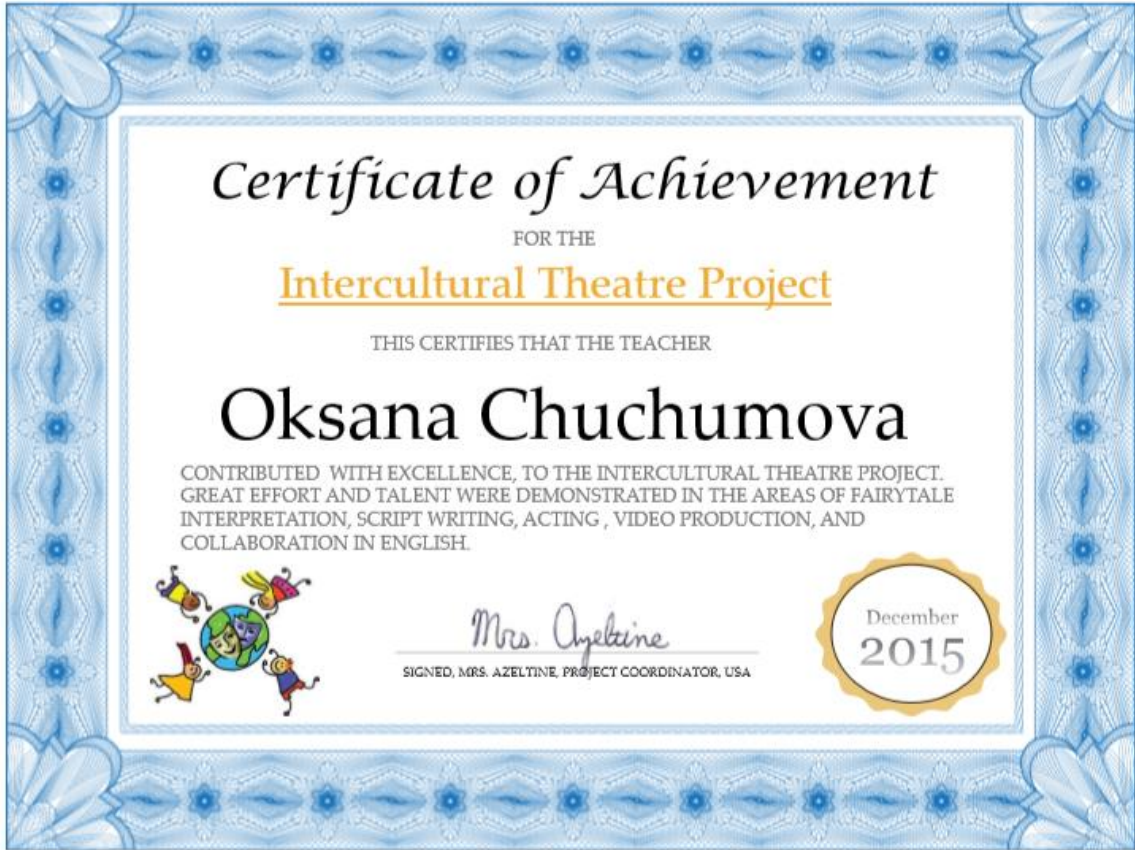 Certificate of Achievement
FOR THE
Intercultural Theatre Project
THIS CERTIFIES THAT THE TEACHER
Oksana Chuchumova
CONTRIBUTED WITH EXCELLENCE, TO THE INTERCULTURAL THEATRE PROJECT.
GREAT EFFORT AND TALENT WERE DEMONSTRATED IN THE AREAS OF FAIRYTALE
INTERPRETATION, SCRIPT WRITING, ACTING , VIDEO PRODUCTION, AND
COLLABORATION IN ENGLISH.
Mrs. Azeltine
SIGNED, MRS. AZELTINE, PROJECT COORDINATOR, USA
December
2015